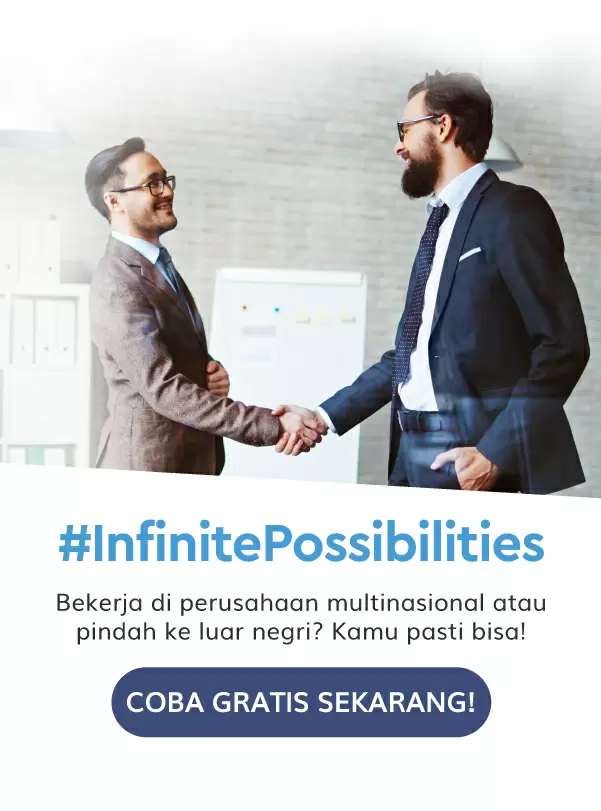 #InfinitePossibilities
Bekerja di perusahaan multinasional atau
pindah ke luar negri? Kamu pasti bisa!
COBA GRATIS SEKARANG!